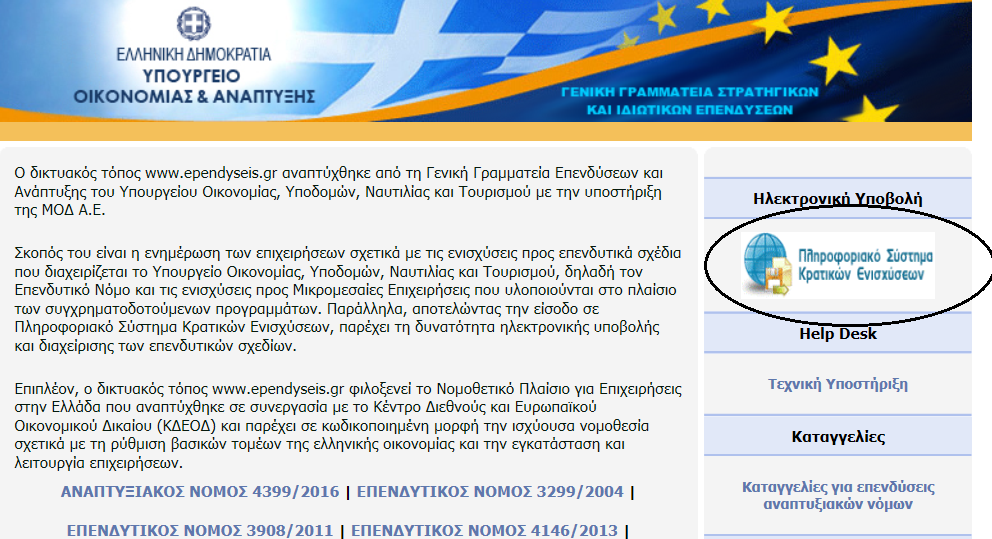 ΕΛΛΗΝΙΚΗ ΔΗΜΟΚΡΑΤΙΑ
ΥΠΟΥΡΓΕΙΟ
ΟΙΚΟΝΟΜΙΑΣ & ΑΝΑΠΤΥΞΗΣ
ΓΕΝΙΚΗ ΓΡΑΜΜΑΤΕΙΑ ΣΤΡΑΤΗΓΙΚΩΝ
ΚΑΙ ΙΔΙΩΤΙΚΩΝ ΕΠΕΝΔΥΣΕΩΝ
Ο δικτυακός τόπος www.ependyseis.gr αναπτύχθηκε από τη Γενική Γραμματεία Επενδύσεων και
Ανάπτυξης του Υπουργείου Οικονομίας, Υποδομών, Ναυτιλίας και Τουρισμού με την υποστήριξη
της ΜΟΔ Α.Ε.
Σκοπός του είναι η ενημέρωση των επιχειρήσεων σχετικά με τις ενισχύσεις προς επενδυτικά σχέδια
που διαχειρίζεται το Υπουργείο Οικονομίας, Υποδομών, Ναυτιλίας και Τουρισμού, δηλαδή τον
Επενδυτικό Νόμο και τις ενισχύσεις προς Μικρομεσαίες Επιχειρήσεις που υλοποιούνται στο πλαίσιο
των συγχρηματοδοτούμενων προγραμμάτων. Παράλληλα, αποτελώντας την είσοδο σε
Πληροφοριακό Σύστημα Κρατικών Ενισχύσεων, παρέχει τη δυνατότητα ηλεκτρονικής υποβολής
και διαχείρισης των επενδυτικών σχεδίων.
Επιπλέον, ο δικτυακός τόπος www.ependyseis.gr φιλοξενεί το Νομοθετικό Πλαίσιο για Επιχειρήσεις
στην Ελλάδα που αναπτύχθηκε σε συνεργασία με το Κέντρο Διεθνούς και Ευρωπαϊκού
Οικονομικού Δικαίου (ΚΔΕΟΔ) και παρέχει σε κωδικοποιημένη μορφή την ισχύουσα νομοθεσία
σχετικά με τη ρύθμιση βασικών τομέων της ελληνικής οικονομίας και την εγκατάσταση και
λειτουργία επιχειρήσεων.
ΑΝΑΠΤΥΞΙΑΚΟΣ ΝΟΜΟΣ 4399/2016 | ΕΠΕΝΔΥΤΙΚΟΣ ΝΟΜΟΣ 3299/2004 |
ΕΠΕΝΔΥΤΙΚΟΣ ΝΟΜΟΣ 3908/2011 | ΕΠΕΝΔΥΤΙΚΟΣ ΝΟΜΟΣ 4146/2013 |
Ηλεκτρονική Υποβολή
Πληροφοριακό Σύστημα
Κρατικών Ενισχύσεων
Help Desk
Τεχνική Υποστήριξη
Καταγγελίες
Καταγγελίες για επενδύσεις
αναπτυξιακών νόμων